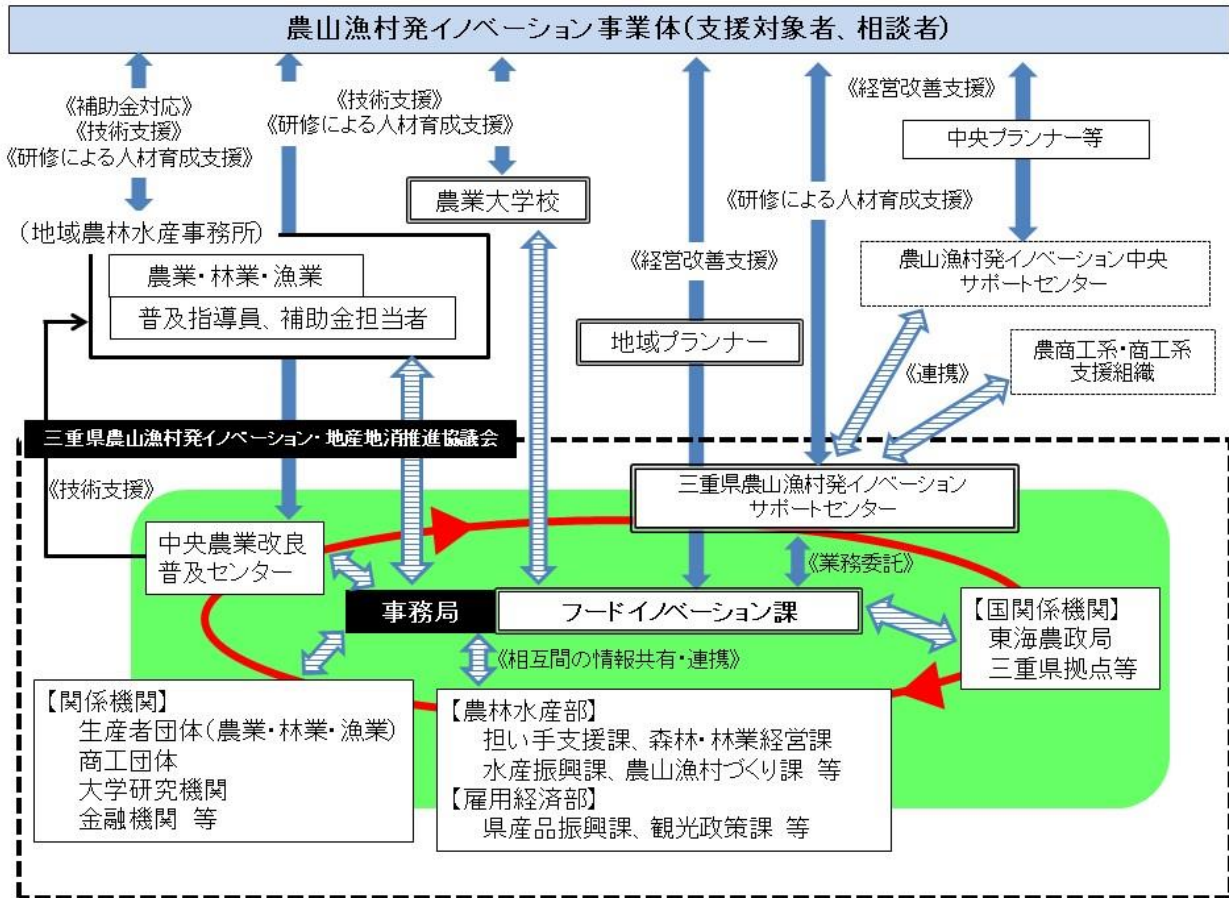 農山漁村発イノベーション事業体(支援対象者、相談者)
《補助金対応》
《技術支援》
《研修による人材育成支援》
《技術支援》
《研修による人材育成支援》
《経営改善支援》
中央プランナー等
農業大学校
《研修による人材育成支援》
(地域農林水産事務所)
農業・林業・漁業
普及指導員、補助金担当者
《経営改善支援》
農山漁村発イノベーション中央
サポートセンター
地域プランナー
農商工系・商工系
支援組織
《連携》
三重県農山漁村発イノベーション・地産地消推進協議会
《技術支援》
三重県農山漁村発イノベーション
サポートセンター
中央農業改良
普及センター
《業務委託》
事務局
フードイノベーション課
【国関係機関】
東海農政局
三重県拠点等
《相互間の情報共有・連携》
【関係機関】
生産者団体(農業・林業・漁業)
商工団体
大学研究機関
金融機関 等
【農林水産部】
担い手支援課、森林・林業経営課
水産振興課、農山漁村づくり課 等
【雇用経済部】
県産品振興課、観光政策課 等